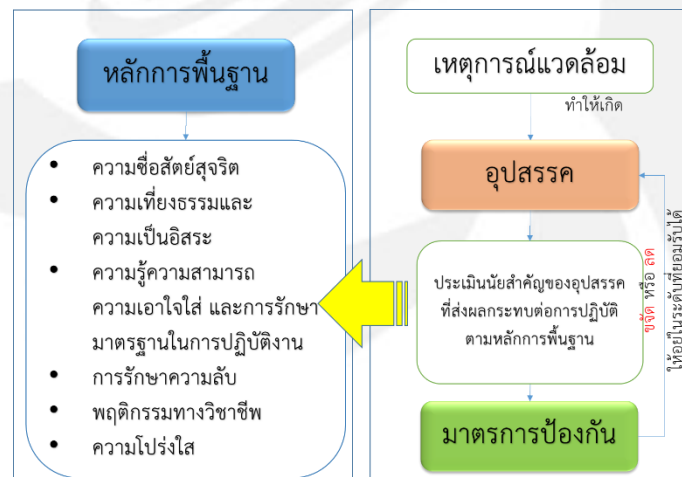 หลักการพื้นฐาน
ความซื่อสัตย์สุจริต
ความเที่ยงธรรมและ
ความเป็นอิสระ
ความรู้ความสามารถ
ความเอาใจใส่ และการรักษา
มาตรฐานในการปฏิบัติงาน
การรักษาความลับ
พฤติกรรมทางวิชาชีพ
ความโปร่งใส
เหตุการณ์แวดล้อม
ทำให้เกิด
อุปสรรค
ประเมินนัยสำคัญของอุปสรรค
ที่ส่งผลกระทบต่อการปฏิบัติ
ตามหลักการพื้นฐาน
มาตรการป้องกัน
ขจัด หรือ ลด
ให้อยู่ในระดับที่ยอมรับได้